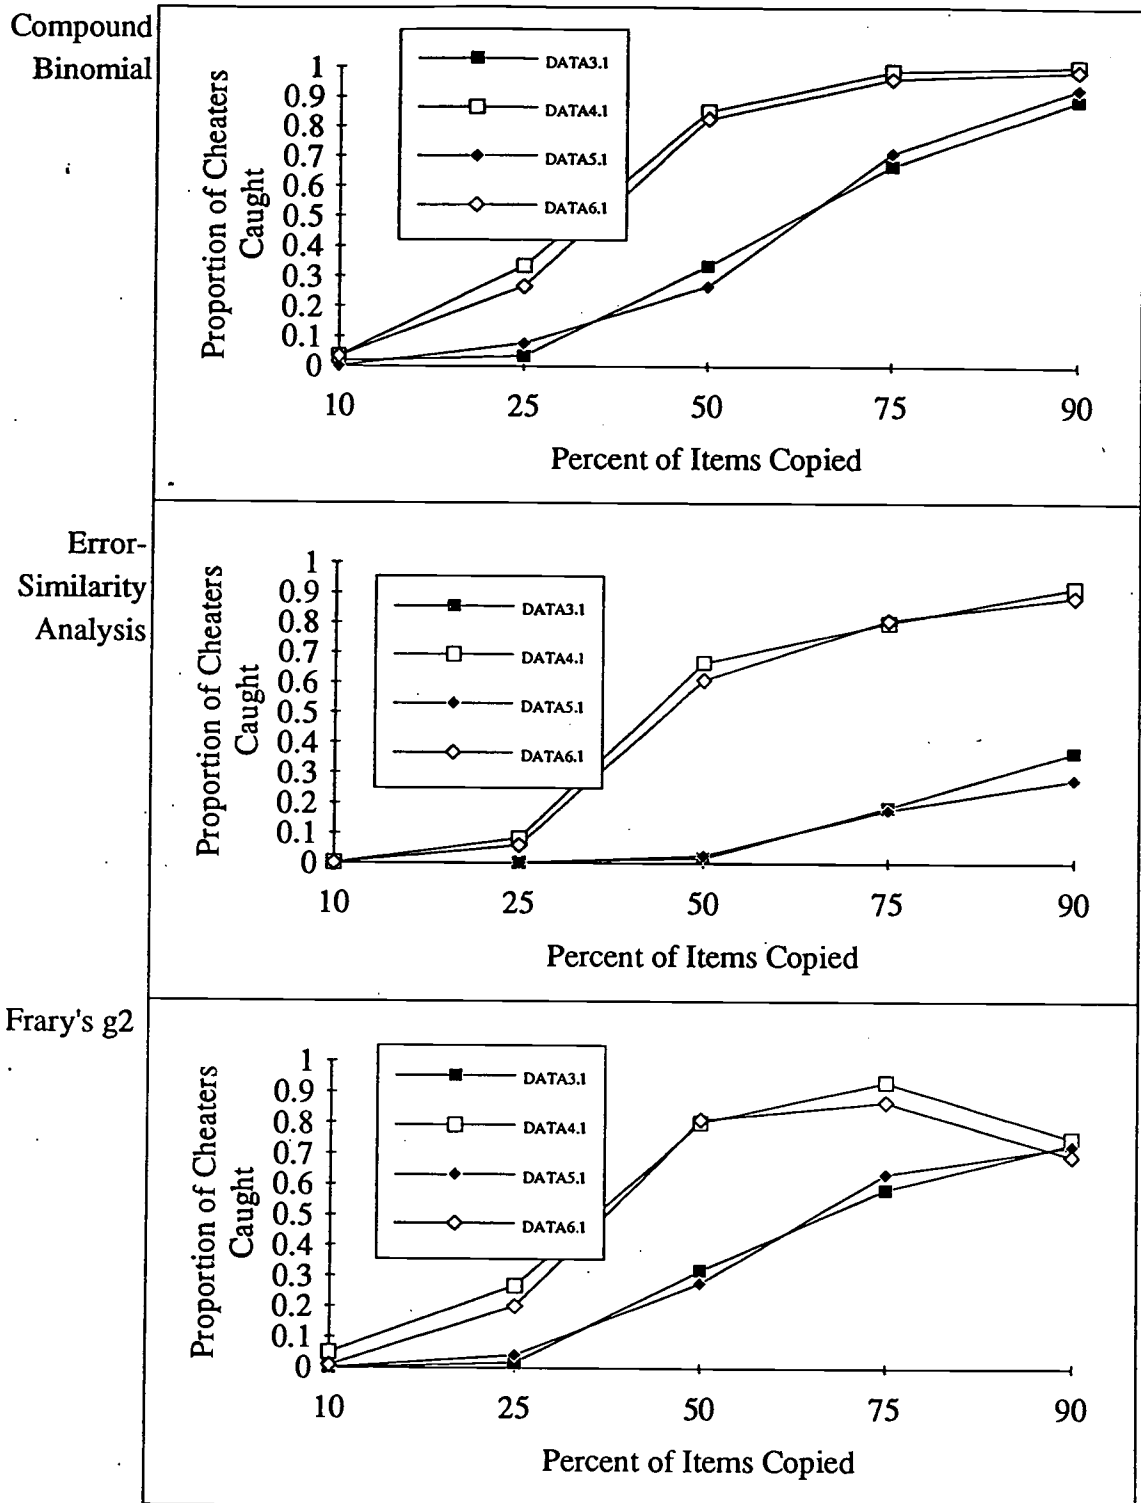 Compound
Binomial
Proportion of Cheaters
Caught
1
0.9
0.8
0.7
0.6
0.5
0.4
0.3
0.2
0.1
0
DATA3.1
DATA4.1
DATA5.1
DATA6.1
10 25 50 75 90
Percent of Items Copied
Error-
Similarity
Analysis
Proportion of Cheaters
Caught
1
0.9
0.8
0.7
0.6
0.5
0.4
0.3
0.2
0.1
0
DATA3.1
DATA4.1
DATA5.1
DATA6.1
10 25 50 75 90
Percent of Items Copied
Frary's g2
Proportion of Cheaters
Caught
1
0.9
0.8
0.7
0.6
0.5
0.4
0.3
0.2
0.1
0
DATA3.1
DATA4.1
DATA5.1
DATA6.1
10 25 50 75 90
Percent of Items Copied